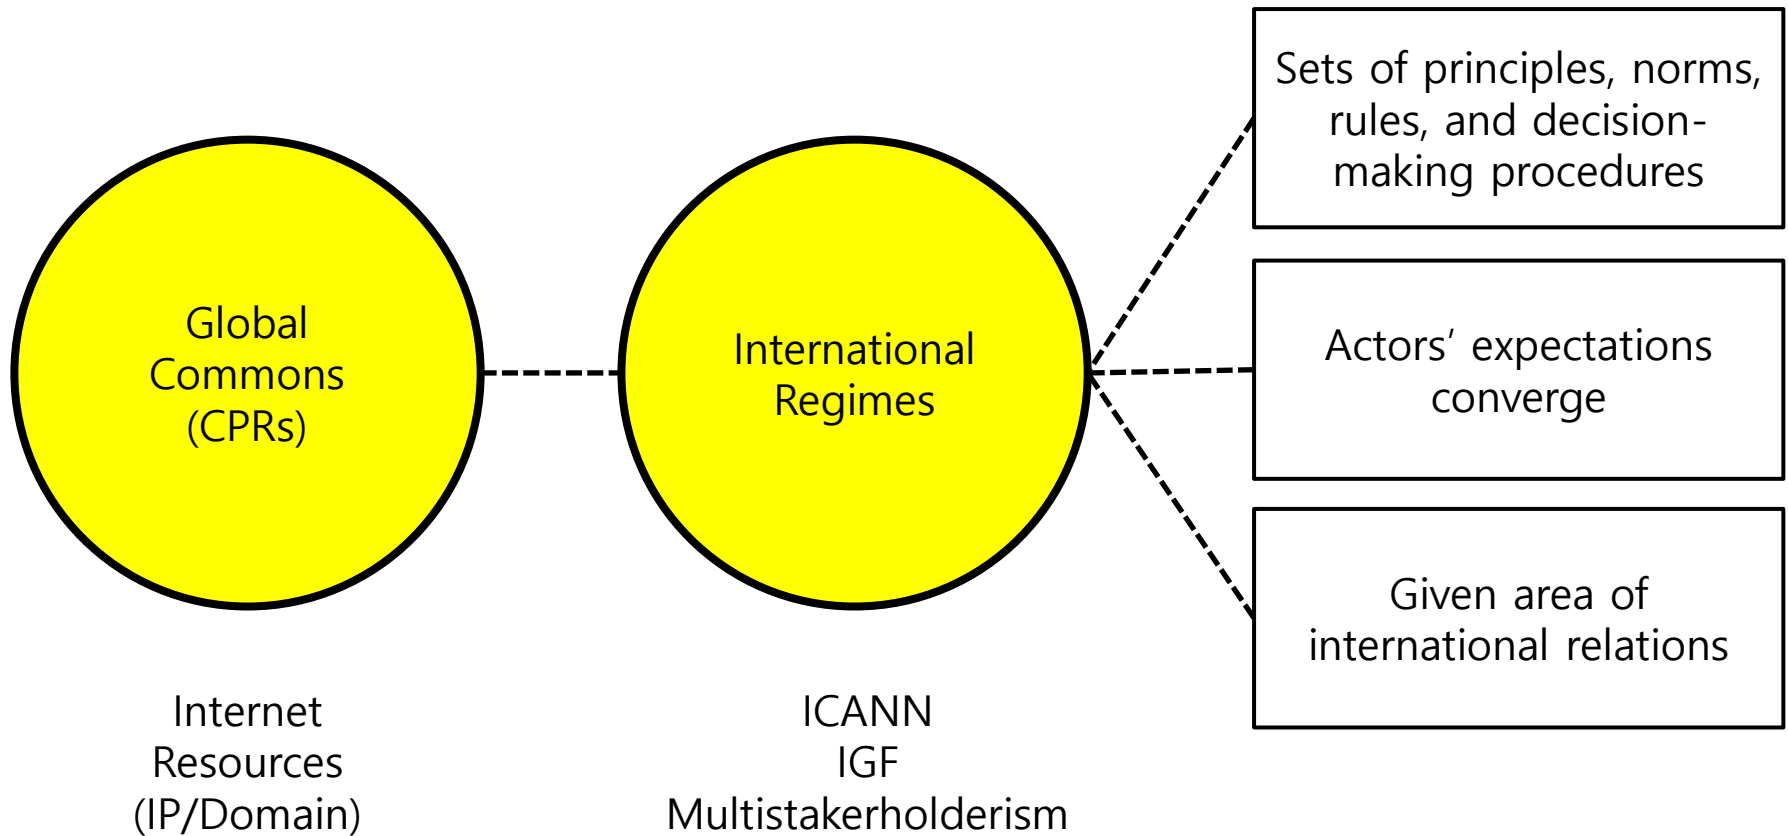 Global
Commons
(CPRs)
Internet
Resources
(IP/Domain)
International
Regimes
ICANN
IGF
Multistakerholderism
Sets of principles, norms,
rules, and decision-
making procedures
Actors’ expectations
converge
Given area of
international relations